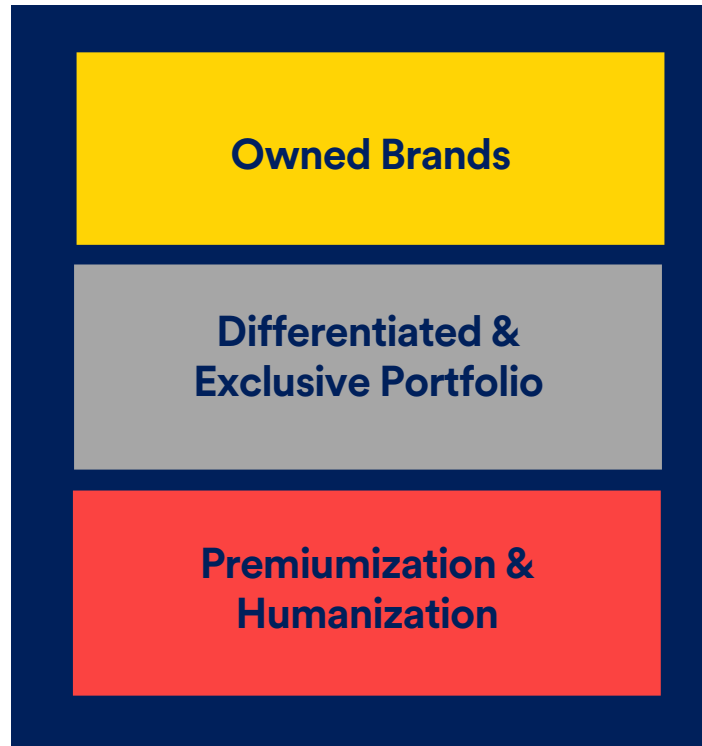 Owned Brands
Differentiated &
Exclusive Portfolio
Premiumization &
Humanization